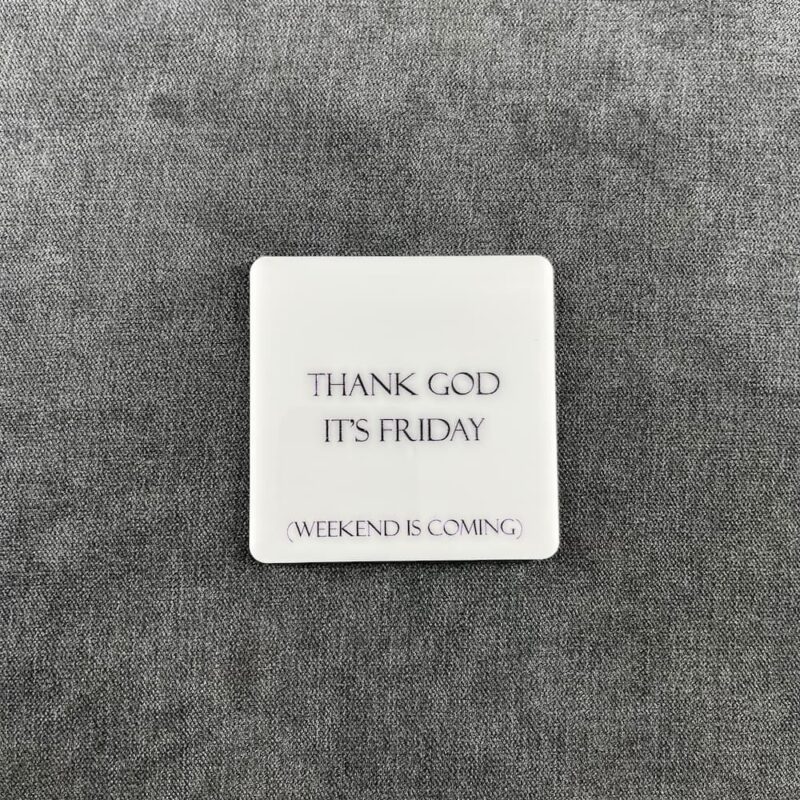 THANK GOD
IT'S FRIDAY
(WEEKEND IS COMING)